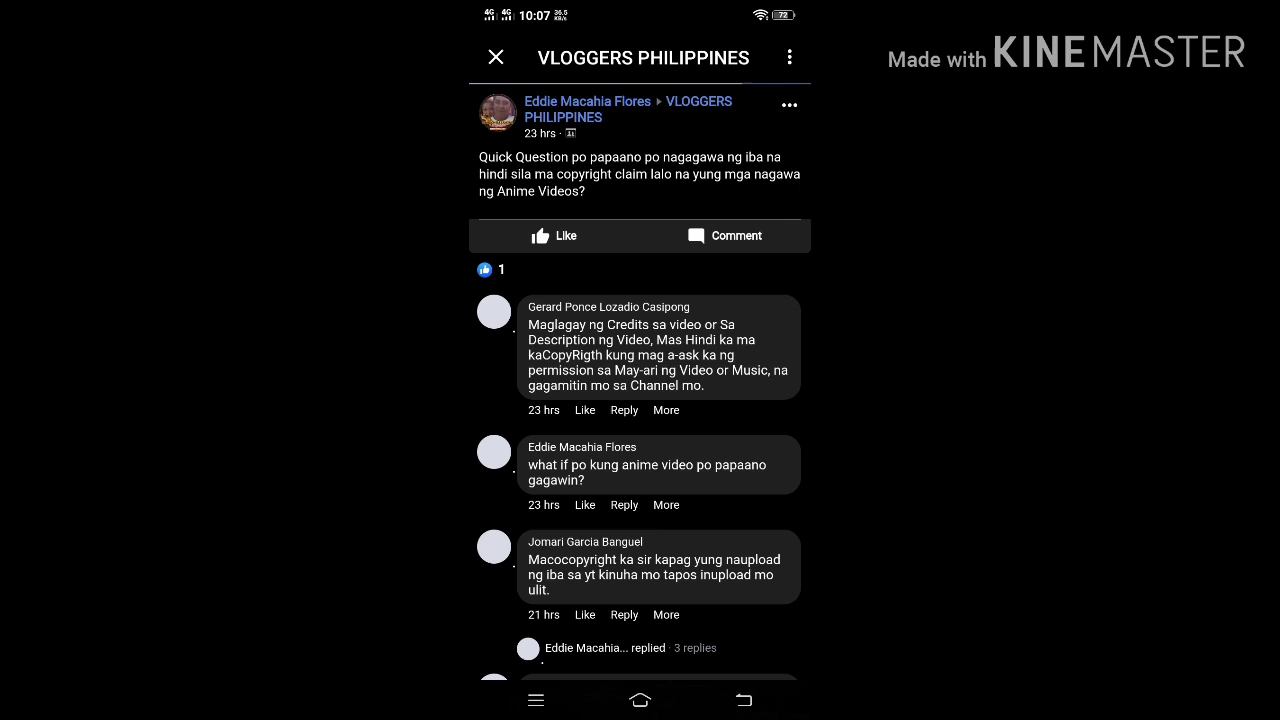 4G 4G 10:07 36.5 KB/s 72
Made with KINEMASTER
VLOGGERS PHILIPPINES
Eddie Macahia Flores VLOGGERS
PHILIPPINES
23 hrs ·
Quick Question po papaano po nagagawa ng iba na
hindi sila ma copyright claim lalo na yung mga nagawa
ng Anime Videos?
Like Comment
1
Gerard Ponce Lozadio Casipong
Maglagay ng Credits sa video or Sa
Description ng Video, Mas Hindi ka ma
kaCopyRigth kung mag a-ask ka ng
permission sa May-ari ng Video or Music, na
gagamitin mo sa Channel mo.
23 hrs Like Reply More
Eddie Macahia Flores
what if po kung anime video po papaano
gagawin?
23 hrs Like Reply More
Jomari Garcia Banguel
Macocopyright ka sir kapag yung naupload
ng iba sa yt kinuha mo tapos inupload mo
ulit.
21 hrs Like Reply More
Eddie Macahia... replied · 3 replies